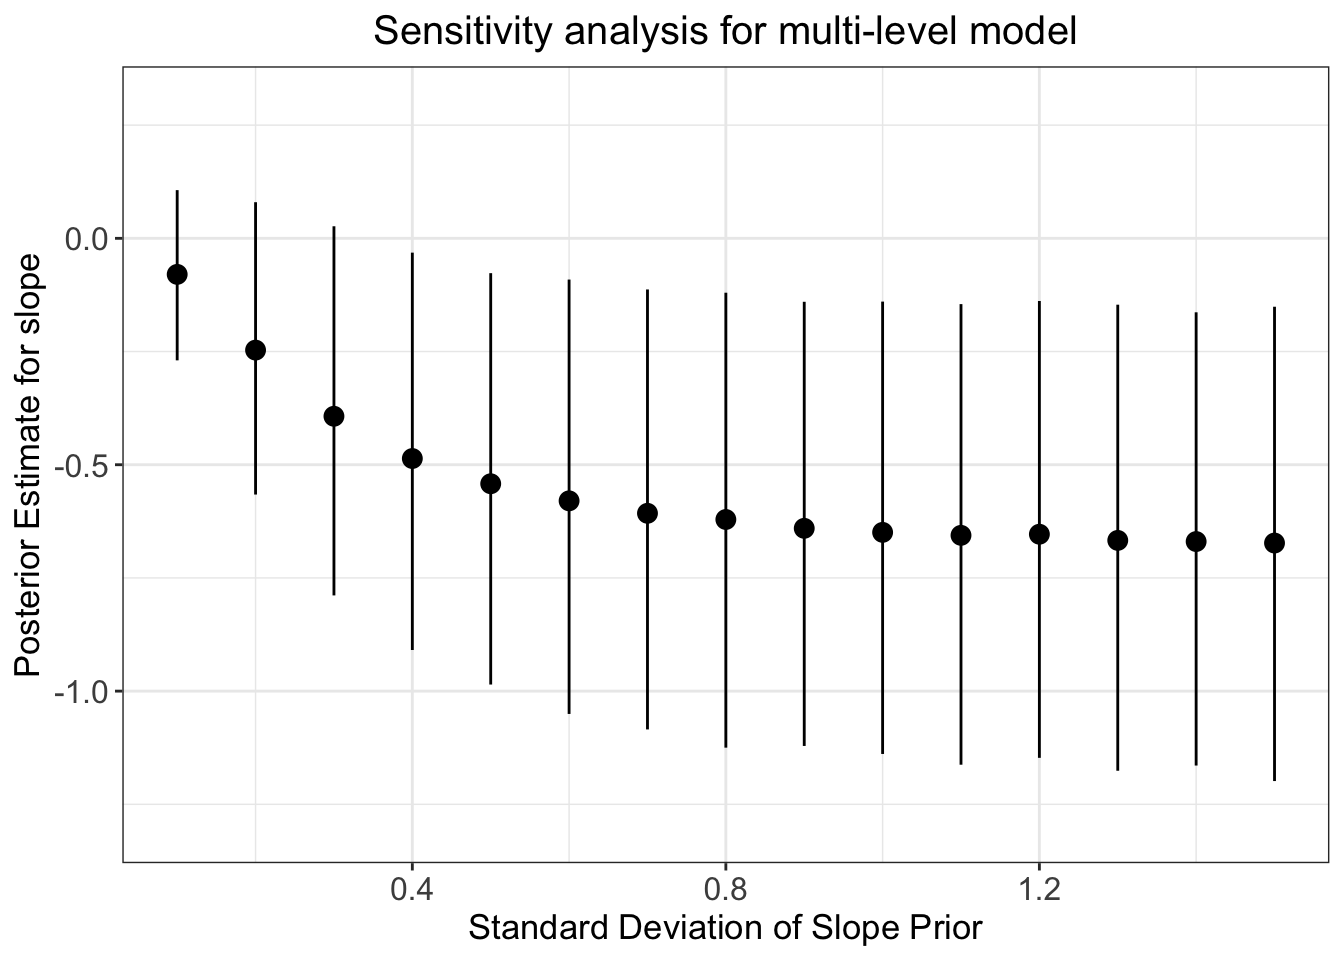 Sensitivity analysis for multi-level model
Posterior Estimate for slope
0.0
-0.5
-1.0
0.4
0.8
1.2
Standard Deviation of Slope Prior